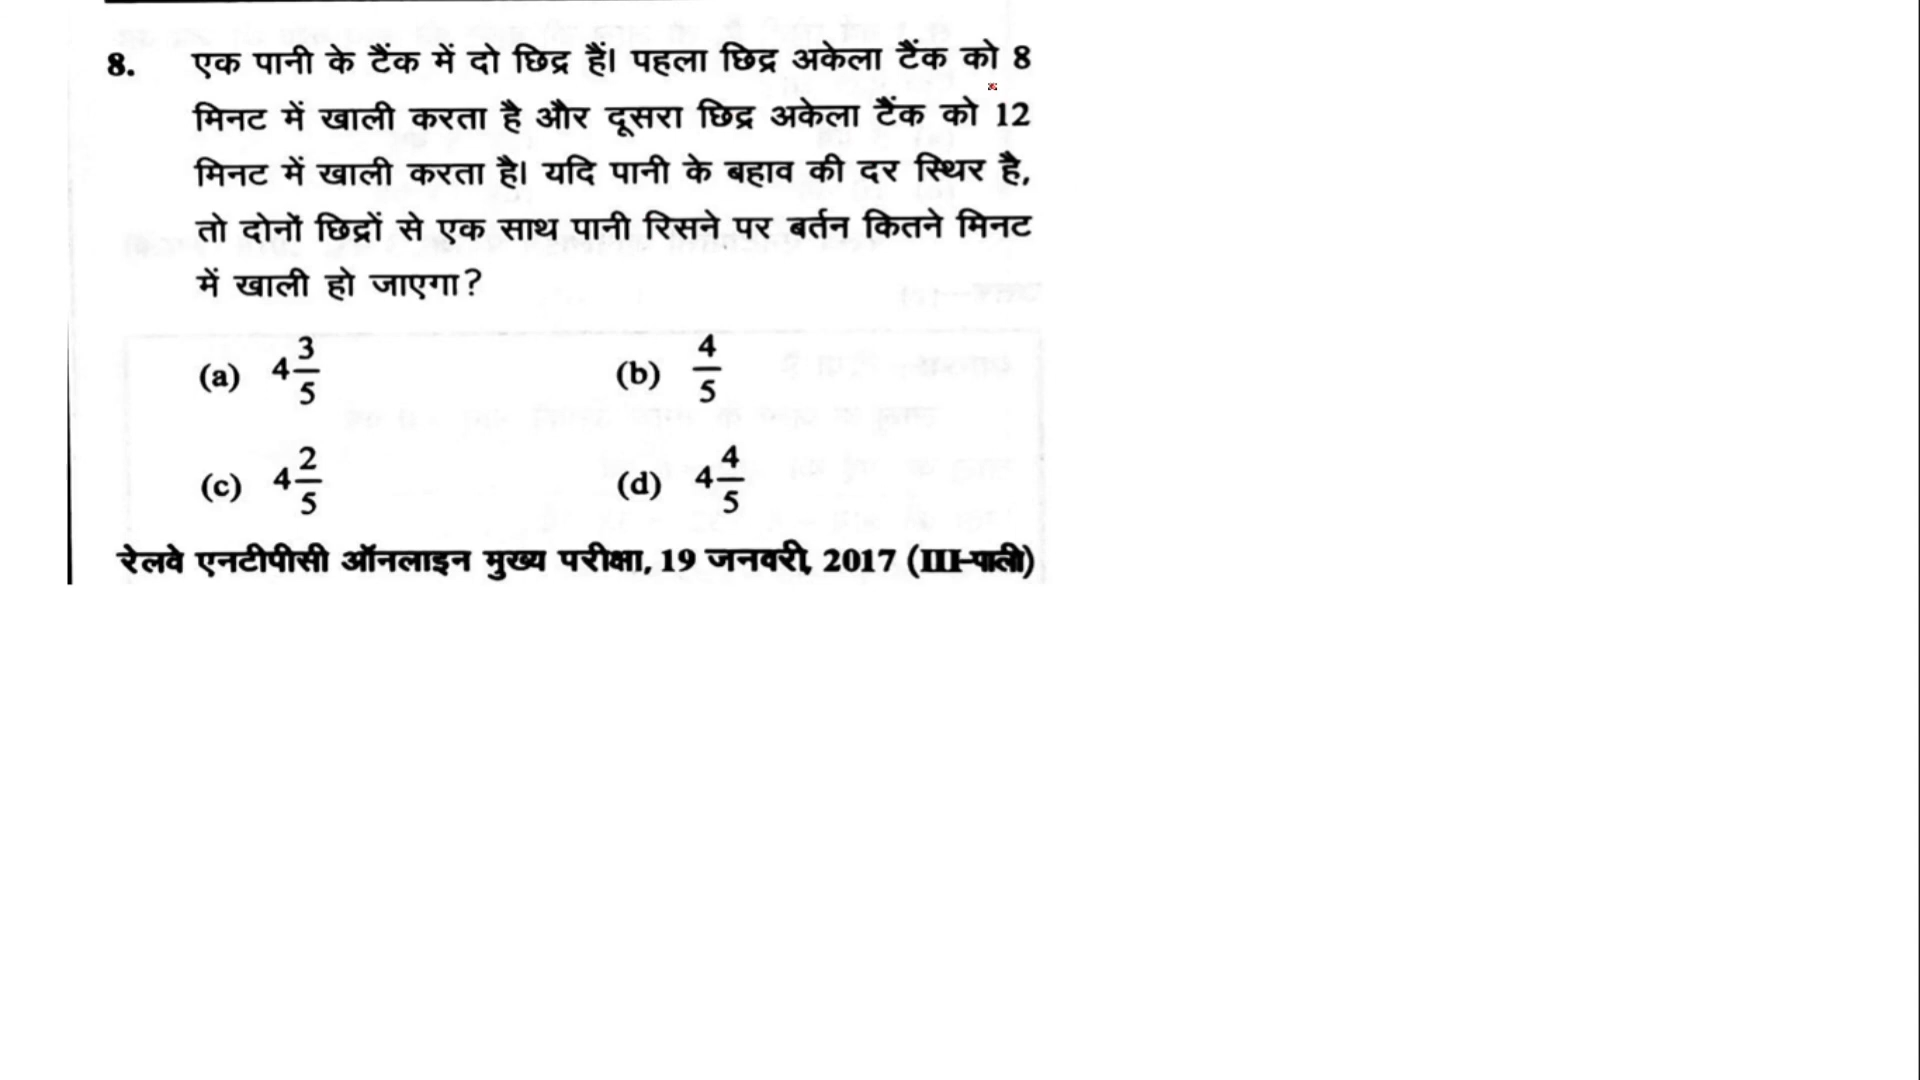 8. एक पानी के टैंक में दो छिद्र हैं। पहला छिद्र अकेला टैंक को 8
मिनट में खाली करता है और दूसरा छिद्र अकेला टैंक को 12
मिनट में खाली करता है। यदि पानी के बहाव की दर स्थिर है,
तो दोनों छिद्रों से एक साथ पानी रिसने पर बर्तन कितने मिनट
में खाली हो जाएगा?
(a) 4 3/5 (b) 4/5
(c) 4 2/5 (d) 4 4/5
रेलवे एनटीपीसी ऑनलाइन मुख्य परीक्षा, 19 जनवरी, 2017 (III-पाली)